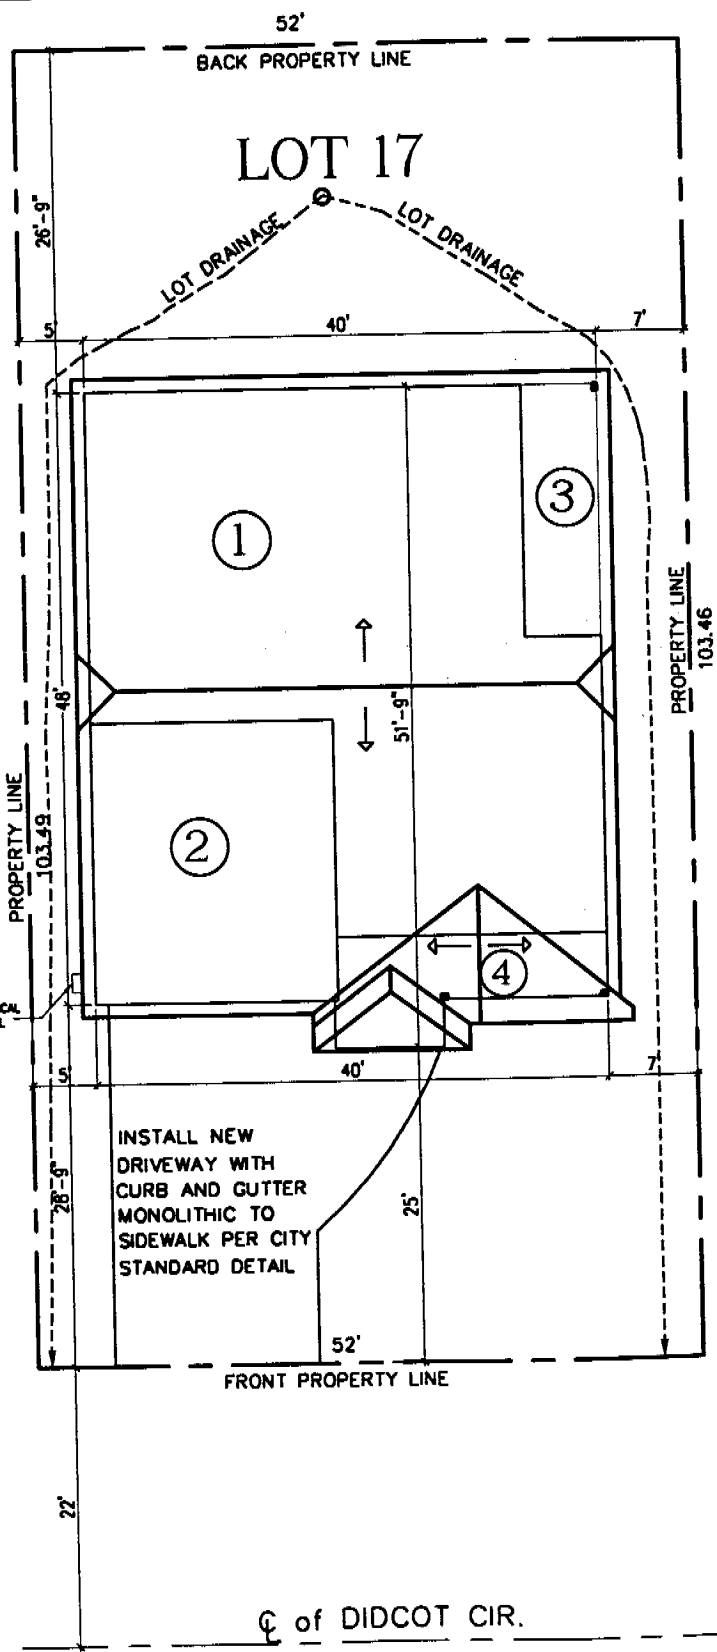 52'
BACK PROPERTY LINE
LOT 17
26'-9"
LOT DRAINAGE
LOT DRAINAGE
5'
40'
7'
1
3
48'
51'-9"
PROPERTY LINE
103.46
PROPERTY LINE
103.49
2
4
5'
40'
7'
INSTALL NEW
DRIVEWAY WITH
CURB AND GUTTER
MONOLITHIC TO
SIDEWALK PER CITY
STANDARD DETAIL
28'-9"
25'
52'
FRONT PROPERTY LINE
22'
℄ of DIDCOT CIR.